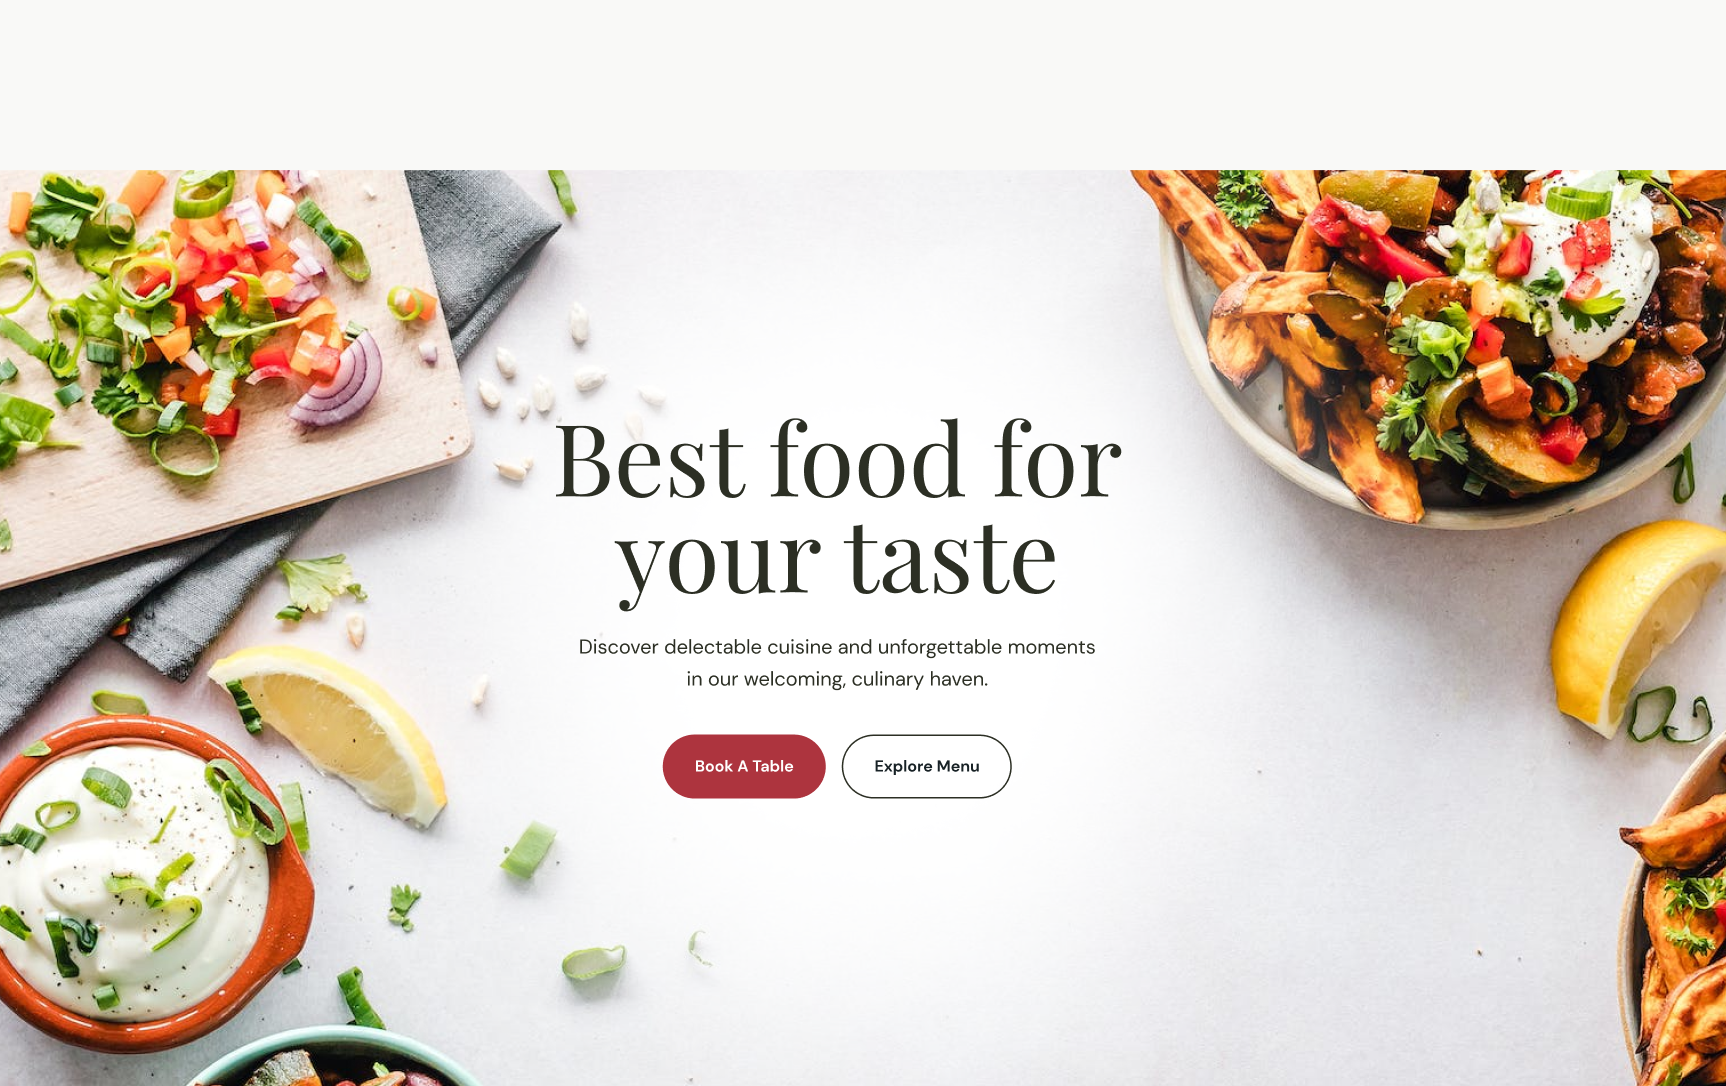 Best food for
your taste
Discover delectable cuisine and unforgettable moments
in our welcoming, culinary haven.
Book A Table
Explore Menu